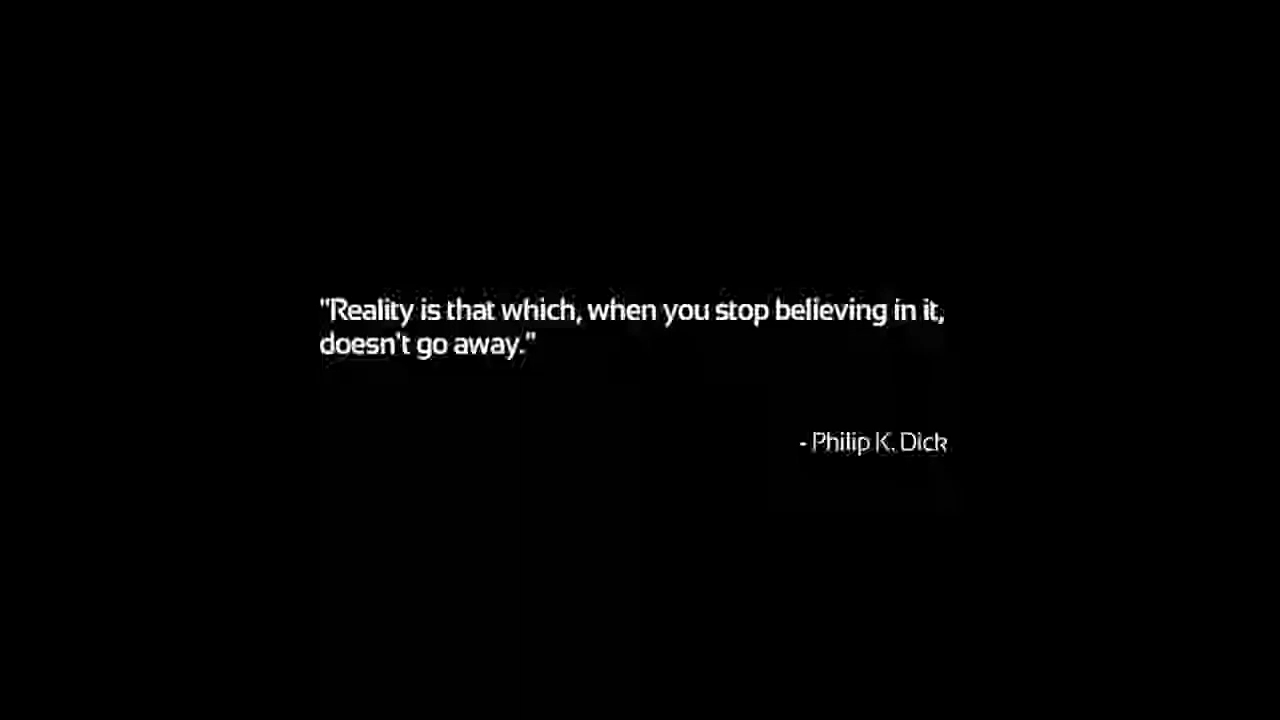 "Reality is that which, when you stop believing in it,
doesn't go away."
- Philip K. Dick